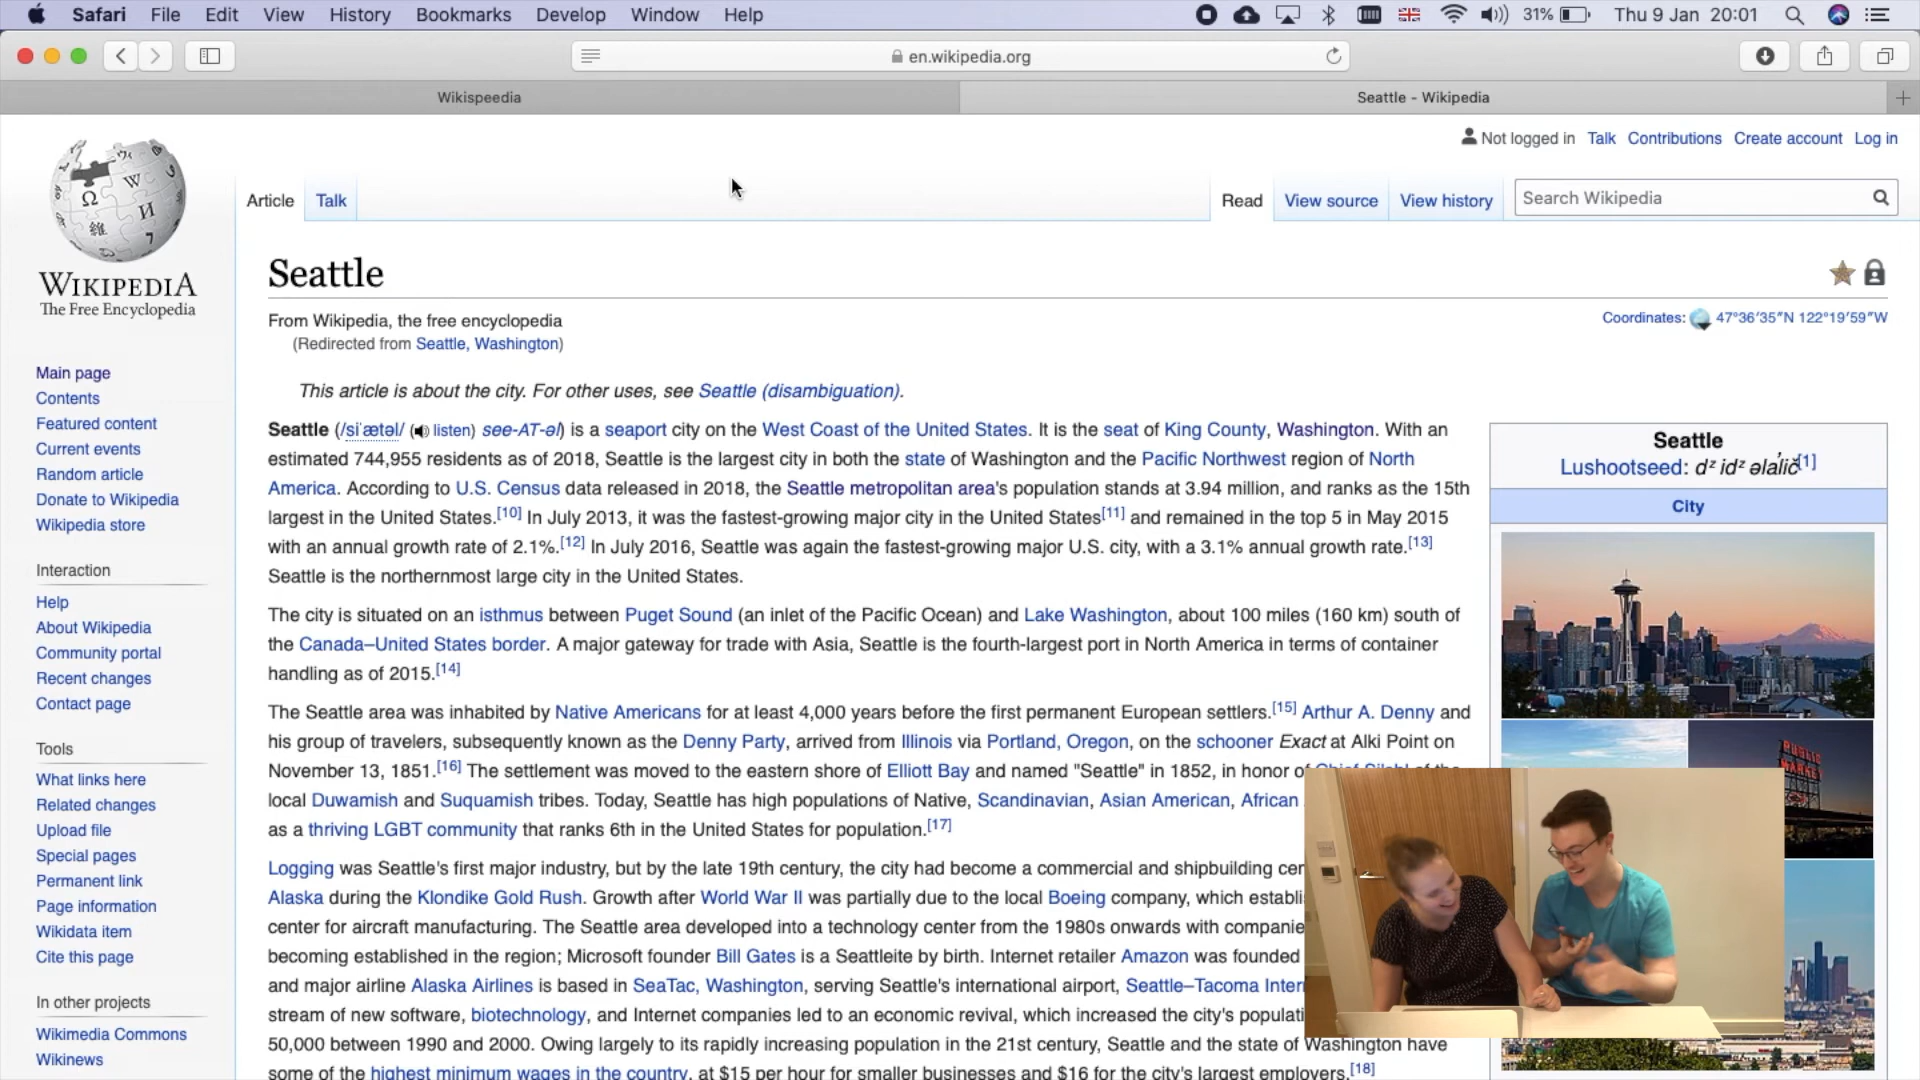 Safari File Edit View History Bookmarks Develop Window Help 31% Thu 9 Jan 20:01
en.wikipedia.org
Wikispeedia Seattle - Wikipedia
Not logged in Talk Contributions Create account Log in
Article Talk Read View source View history Search Wikipedia
WIKIPEDIA
The Free Encyclopedia
Main page
Contents
Featured content
Current events
Random article
Donate to Wikipedia
Wikipedia store
Interaction
Help
About Wikipedia
Community portal
Recent changes
Contact page
Tools
What links here
Related changes
Upload file
Special pages
Permanent link
Page information
Wikidata item
Cite this page
In other projects
Wikimedia Commons
Wikinews
Seattle
From Wikipedia, the free encyclopedia
(Redirected from Seattle, Washington)
Coordinates: 47°36′35″N 122°19′59″W
This article is about the city. For other uses, see Seattle (disambiguation).
Seattle (/siˈætəl/ (listen) see-AT-əl) is a seaport city on the West Coast of the United States. It is the seat of King County, Washington. With an
estimated 744,955 residents as of 2018, Seattle is the largest city in both the state of Washington and the Pacific Northwest region of North
America. According to U.S. Census data released in 2018, the Seattle metropolitan area's population stands at 3.94 million, and ranks as the 15th
largest in the United States.[10] In July 2013, it was the fastest-growing major city in the United States[11] and remained in the top 5 in May 2015
with an annual growth rate of 2.1%.[12] In July 2016, Seattle was again the fastest-growing major U.S. city, with a 3.1% annual growth rate.[13]
Seattle is the northernmost large city in the United States.
The city is situated on an isthmus between Puget Sound (an inlet of the Pacific Ocean) and Lake Washington, about 100 miles (160 km) south of
the Canada–United States border. A major gateway for trade with Asia, Seattle is the fourth-largest port in North America in terms of container
handling as of 2015.[14]
The Seattle area was inhabited by Native Americans for at least 4,000 years before the first permanent European settlers.[15] Arthur A. Denny and
his group of travelers, subsequently known as the Denny Party, arrived from Illinois via Portland, Oregon, on the schooner Exact at Alki Point on
November 13, 1851.[16] The settlement was moved to the eastern shore of Elliott Bay and named "Seattle" in 1852, in honor of
local Duwamish and Suquamish tribes. Today, Seattle has high populations of Native, Scandinavian, Asian American, African
as a thriving LGBT community that ranks 6th in the United States for population.[17]
Logging was Seattle's first major industry, but by the late 19th century, the city had become a commercial and shipbuilding
Alaska during the Klondike Gold Rush. Growth after World War II was partially due to the local Boeing company, which
center for aircraft manufacturing. The Seattle area developed into a technology center from the 1980s onwards with
becoming established in the region; Microsoft founder Bill Gates is a Seattleite by birth. Internet retailer Amazon was founded
and major airline Alaska Airlines is based in SeaTac, Washington, serving Seattle's international airport, Seattle–Tacoma
stream of new software, biotechnology, and Internet companies led to an economic revival, which increased the city's
50,000 between 1990 and 2000. Owing largely to its rapidly increasing population in the 21st century, Seattle and the state of Washington have
some of the highest minimum wages in the country, at $15 per hour for smaller businesses and $16 for the city's largest employers.[18]
Seattle
Lushootseed: [1]
City
PUBLIC
MARKET